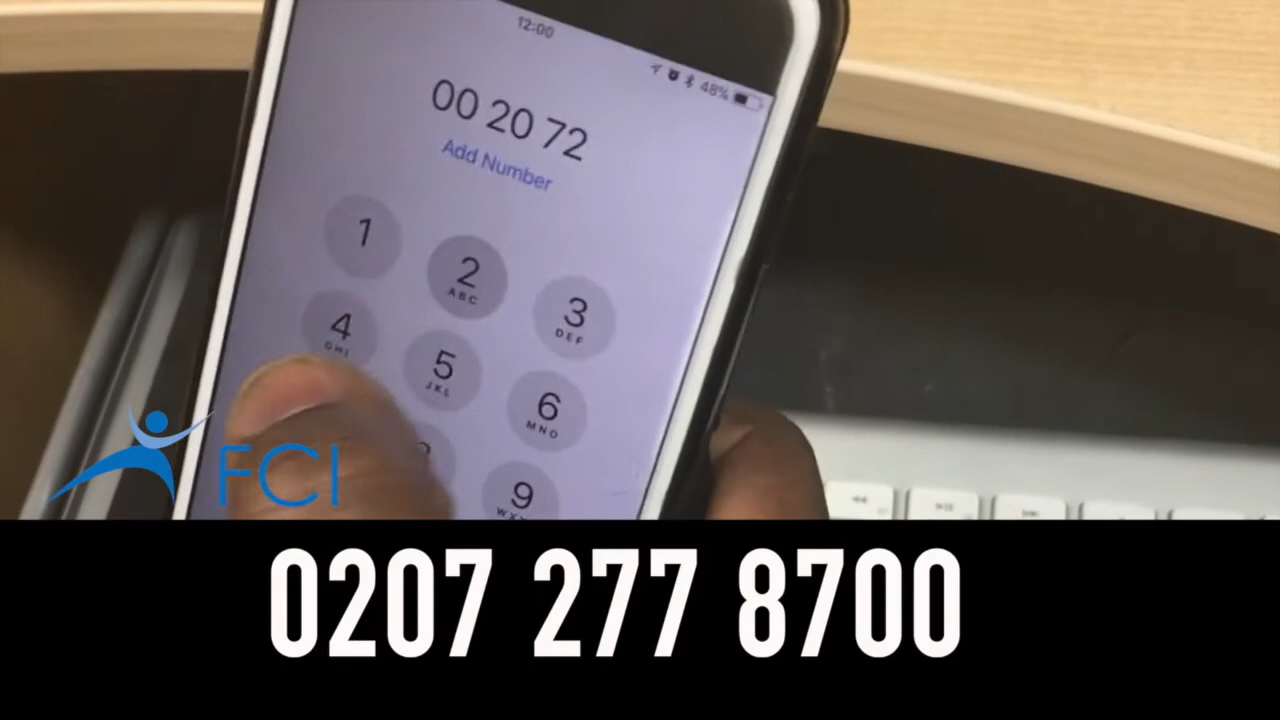 12:00
48%
00 20 72
Add Number
1
2
ABC
3
DEF
4
GHI
5
JKL
6
MNO
9
FCI
0207 277 8700